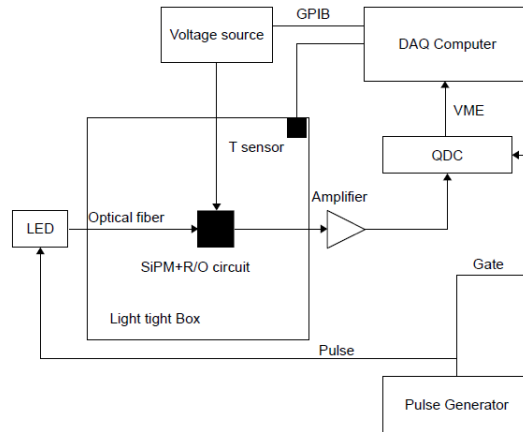 GPIB
Voltage source
DAQ Computer
VME
T sensor
QDC
Amplifier
Optical fiber
LED
SiPM+R/O circuit
Gate
Light tight Box
Pulse
Pulse Generator